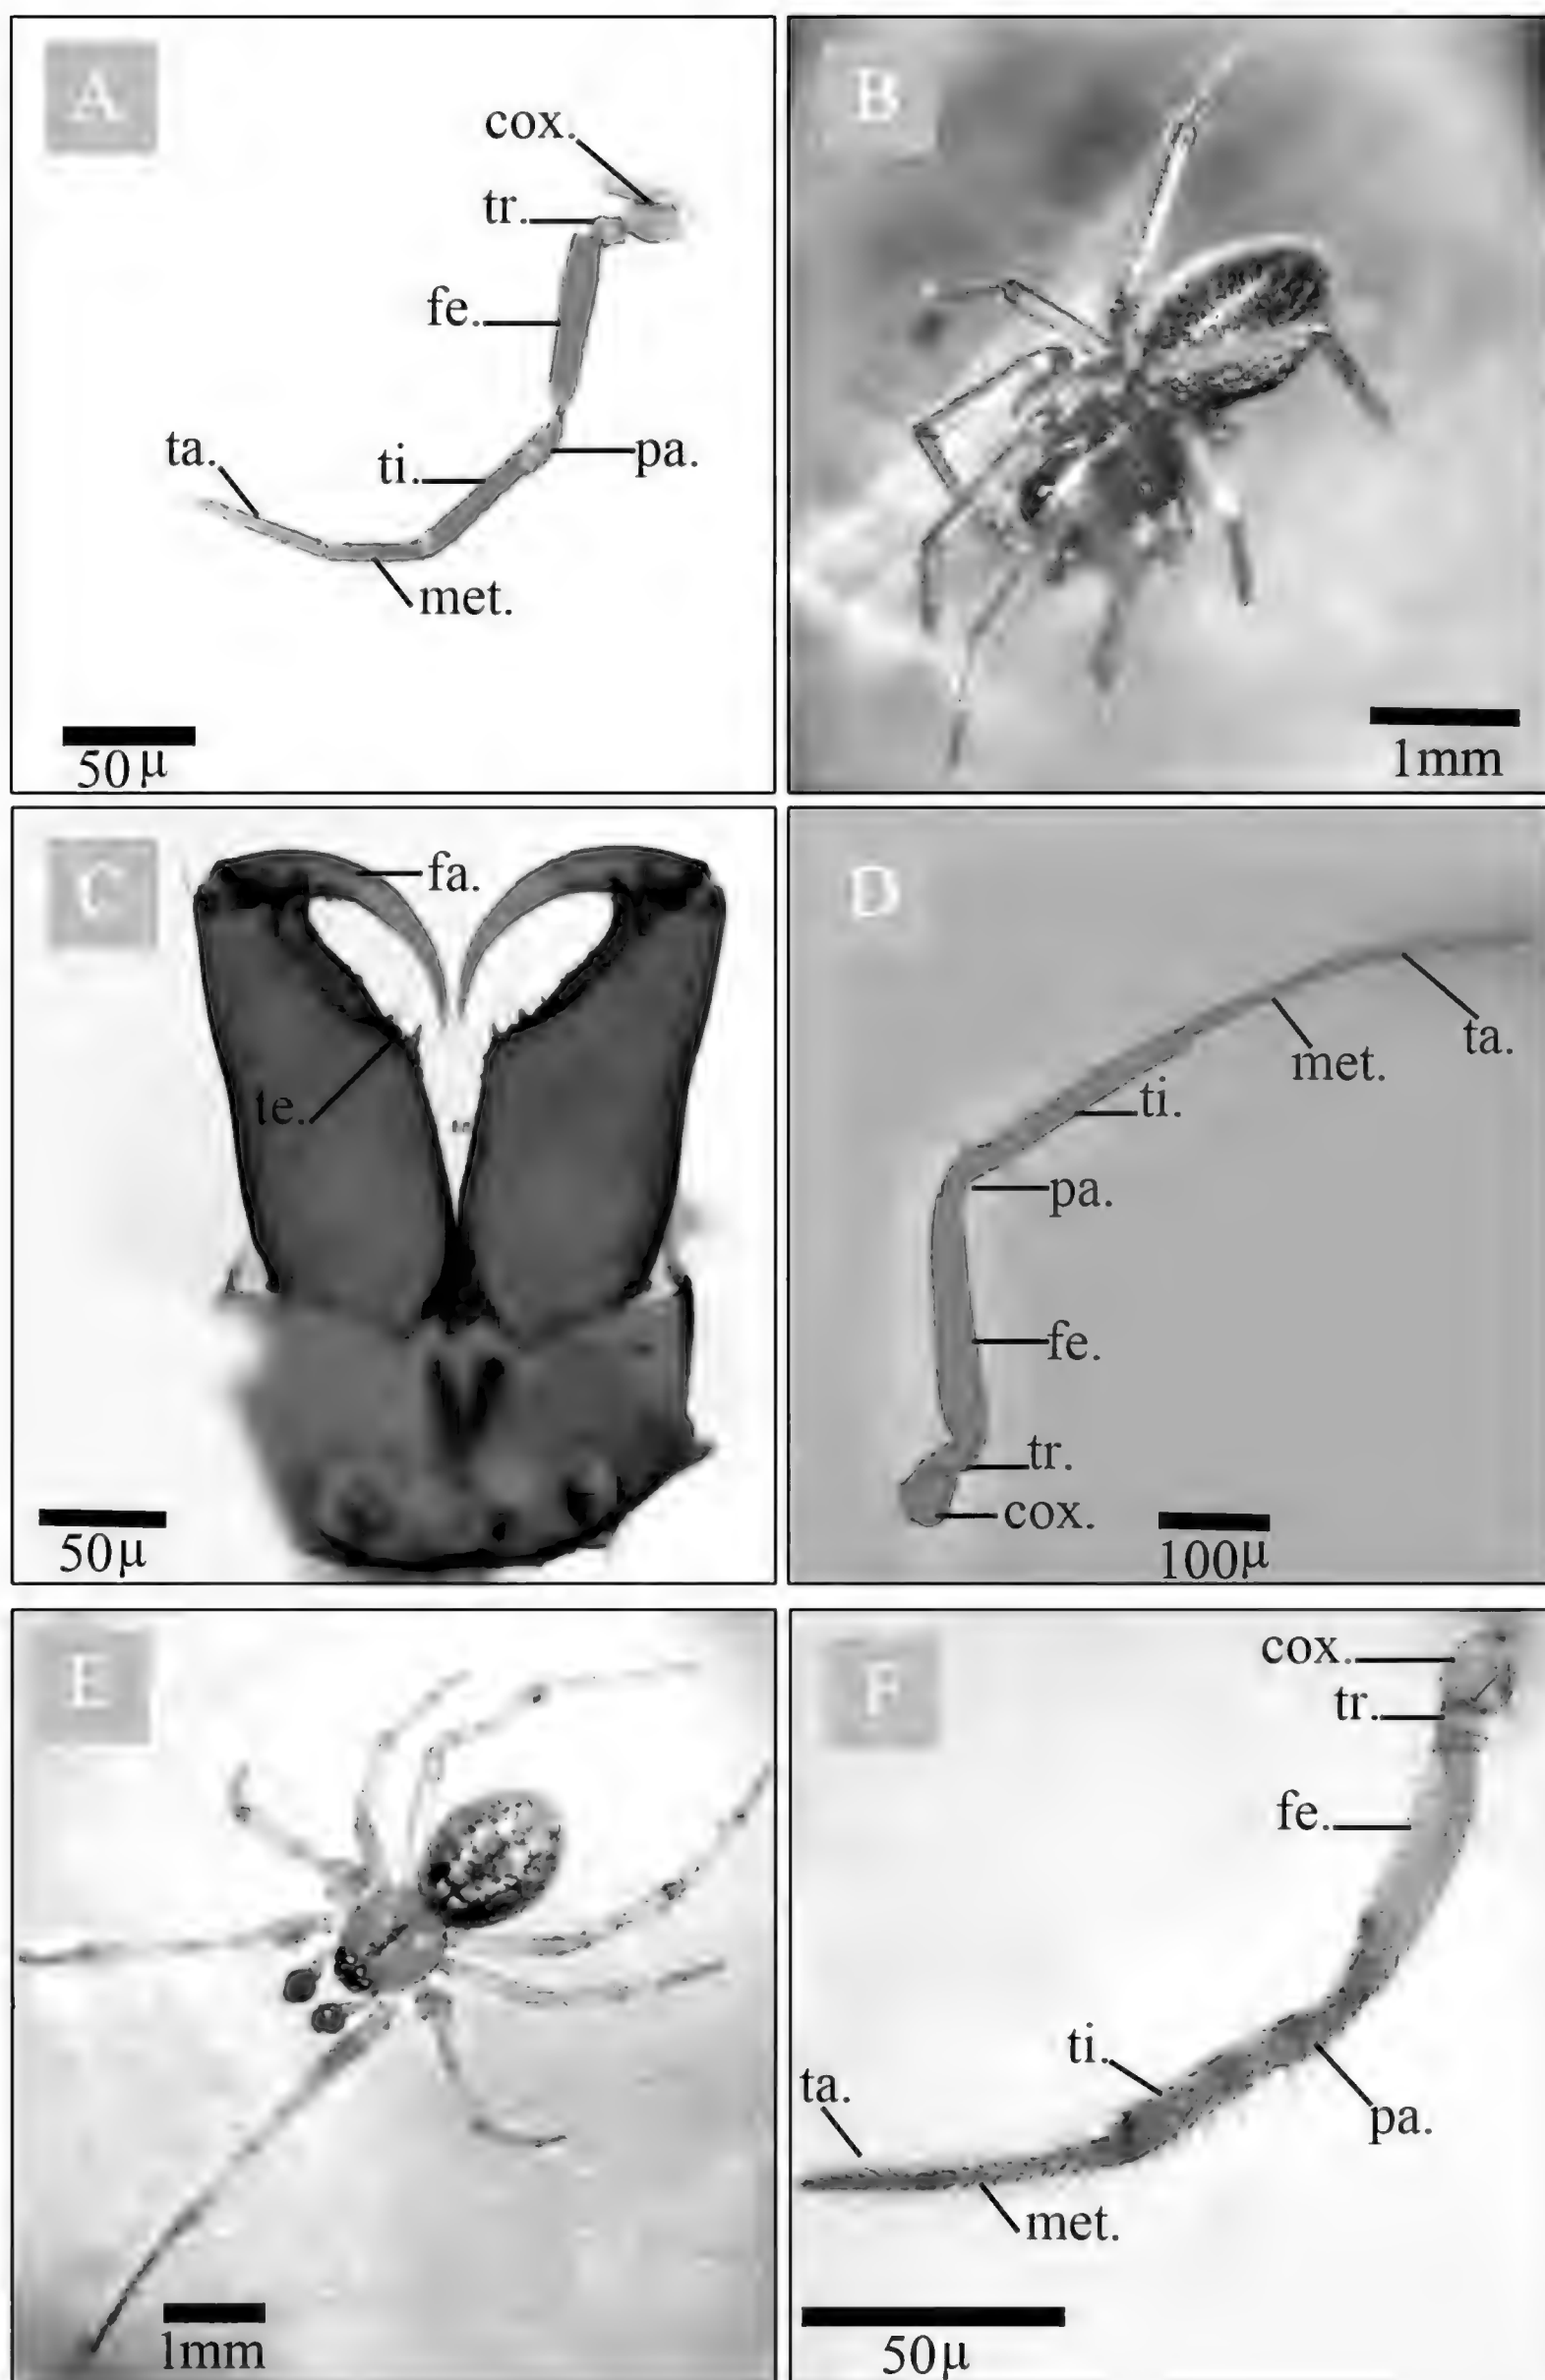 A
cox.
tr.
fe.
ta.
ti.
pa.
met.
50 µ
B
1mm
C
fa.
te.
50µ
D
ta.
met.
ti.
pa.
fe.
tr.
cox.
100µ
E
1mm
F
cox.
tr.
fe.
ti.
ta.
pa.
met.
50µ